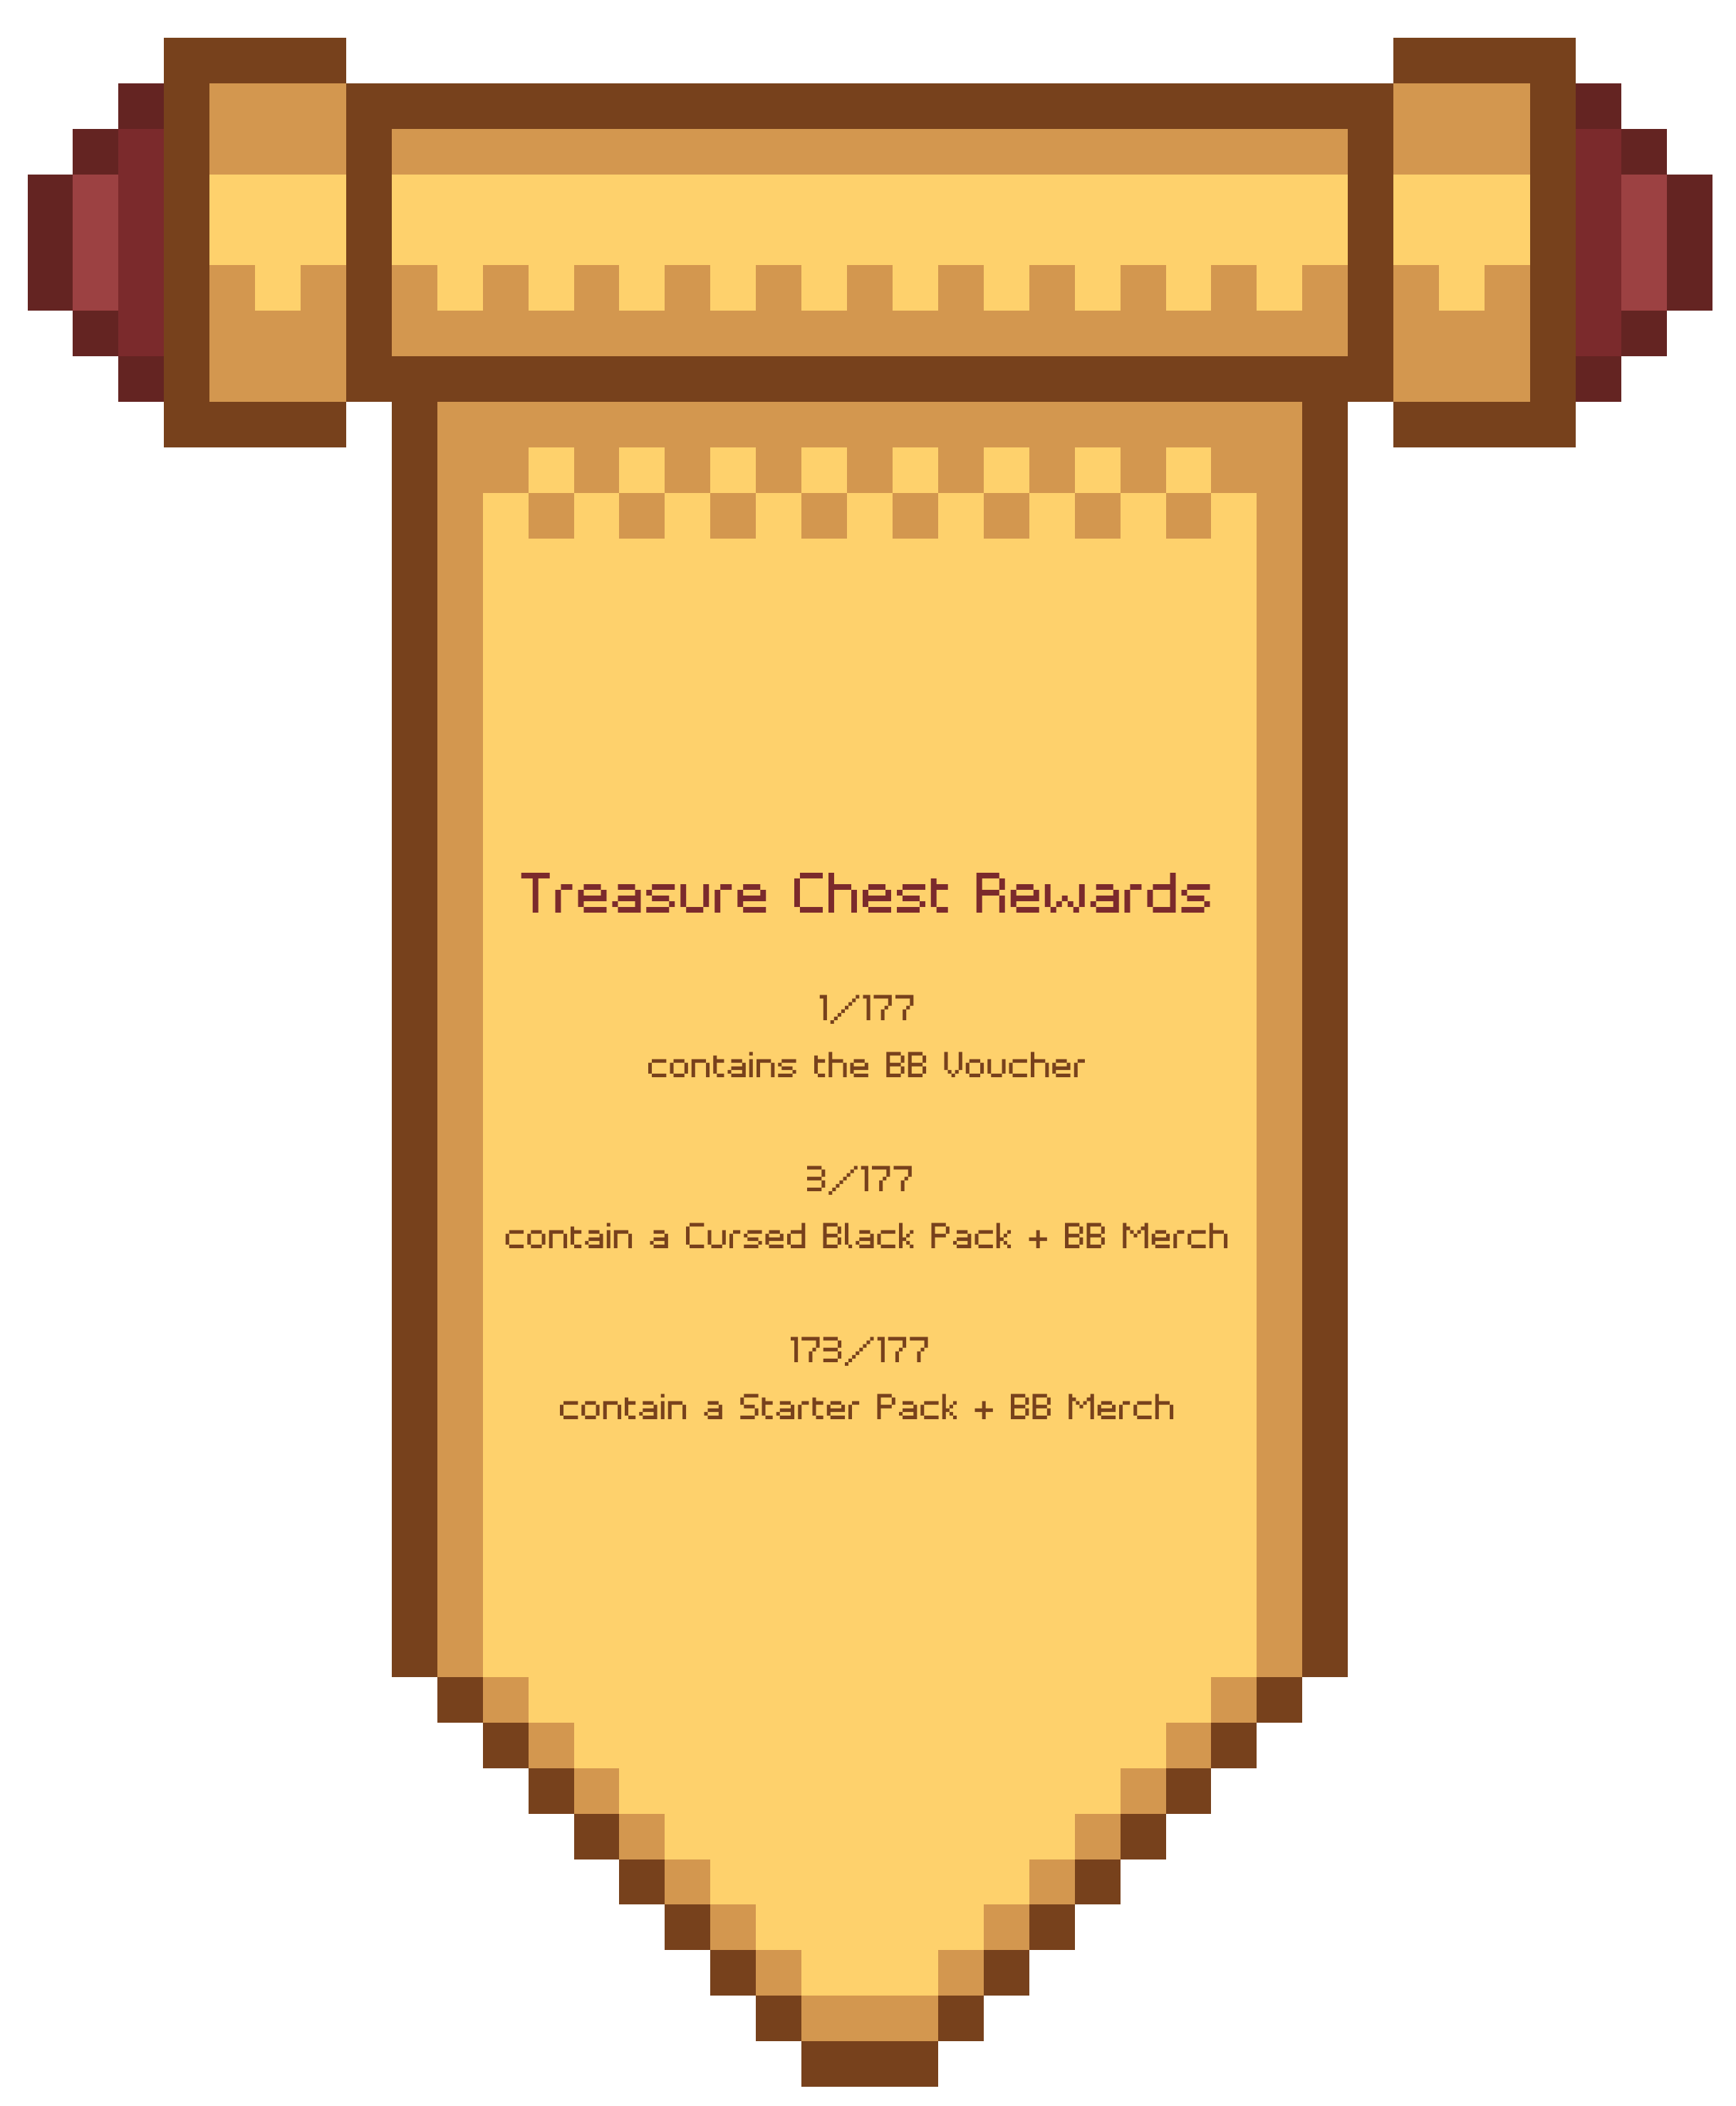 Treasure Chest Rewards
1/177
contains the BB Voucher
3/177
contain a Cursed Black Pack + BB Merch
173/177
contain a Starter Pack + BB Merch